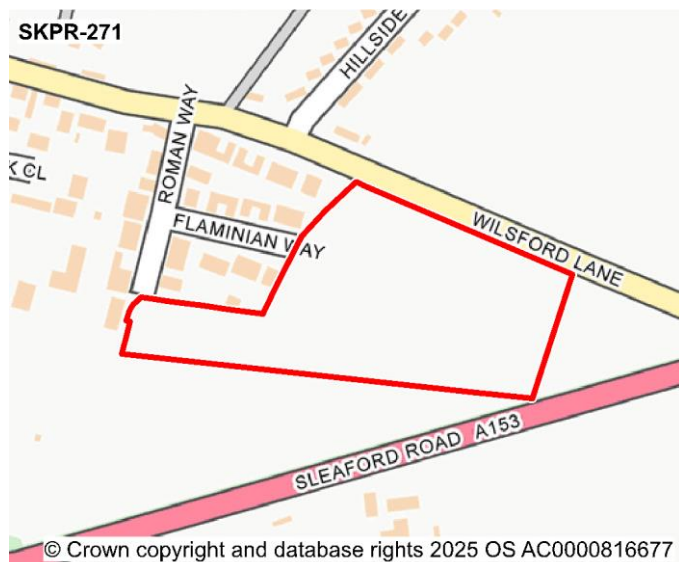 SKPR-271
HILLSIDE
ROMAN WAY
K CL
FLAMINIAN WAY
WILSFORD LANE
SLEAFORD ROAD A153
© Crown copyright and database rights 2025 OS AC0000816677